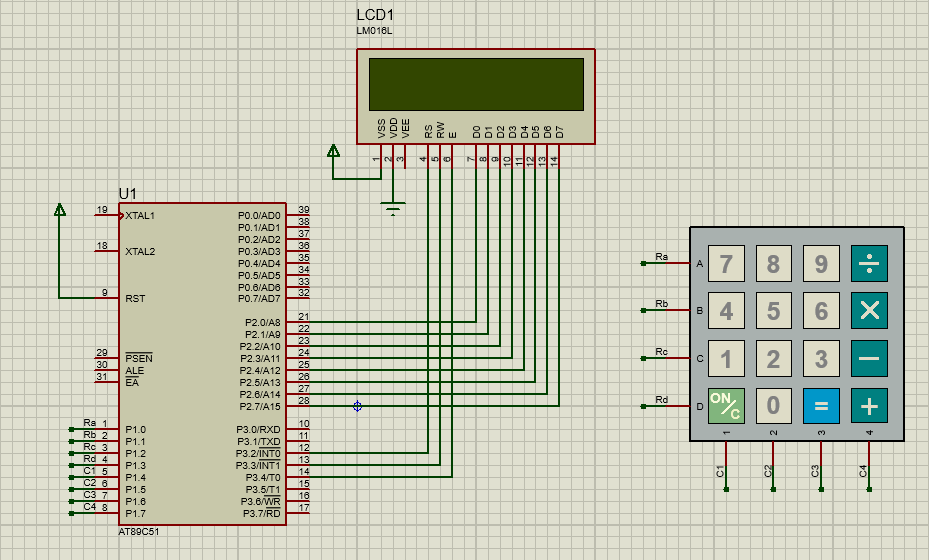 LCD1
LM016L
VSS VDD VEE RS RW E D0 D1 D2 D3 D4 D5 D6 D7
1 2 3 4 5 6 7 8 9 10 11 12 13 14
U1
19 XTAL1 P0.0/AD0 39
P0.1/AD1 38
P0.2/AD2 37
18 XTAL2 P0.3/AD3 36
P0.4/AD4 35
P0.5/AD5 34
P0.6/AD6 33
9 RST P0.7/AD7 32
P2.0/A8 21
P2.1/A9 22
P2.2/A10 23
29 PSEN P2.3/A11 24
30 ALE P2.4/A12 25
31 EA P2.5/A13 26
P2.6/A14 27
P2.7/A15 28
Ra 1 P1.0 P3.0/RXD 10
Rb 2 P1.1 P3.1/TXD 11
Rc 3 P1.2 P3.2/INT0 12
Rd 4 P1.3 P3.3/INT1 13
C1 5 P1.4 P3.4/T0 14
C2 6 P1.5 P3.5/T1 15
C3 7 P1.6 P3.6/WR 16
C4 8 P1.7 P3.7/RD 17
AT89C51
Ra A 7 8 9 ÷
Rb B 4 5 6 ×
Rc C 1 2 3 −
Rd D ON/C 0 = +
1 2 3 4
C1 C2 C3 C4